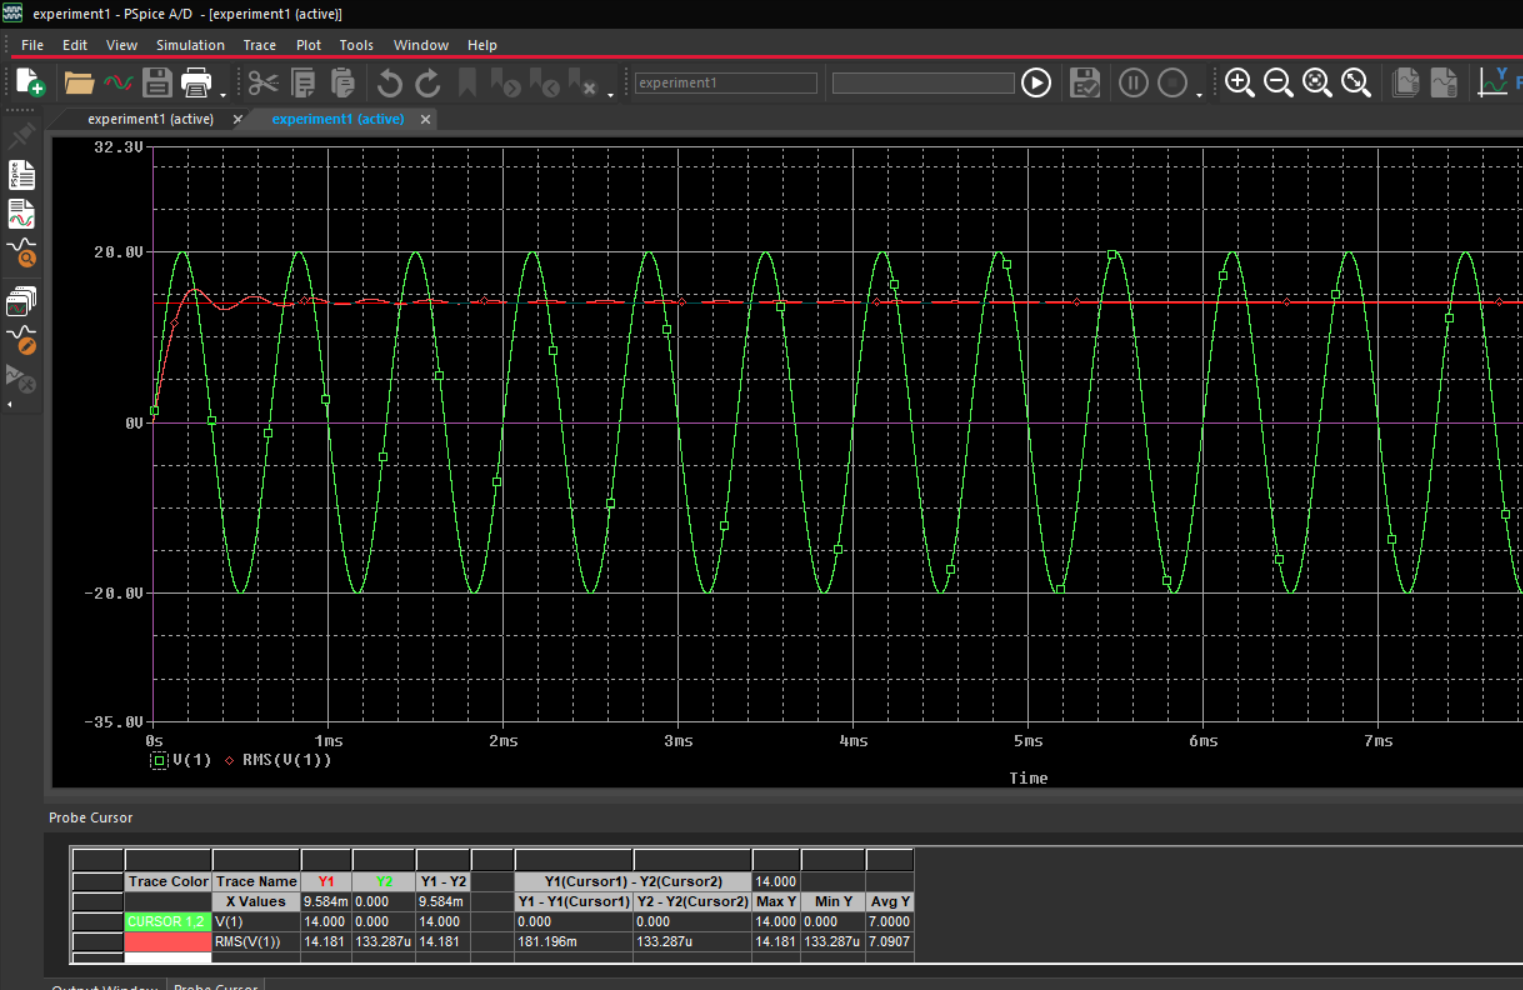 experiment1 - PSpice A/D - [experiment1 (active)]
File Edit View Simulation Trace Plot Tools Window Help
experiment1
Y
experiment1 (active) experiment1 (active)
PSpice
32.3V
20.0V
0V
-20.0V
-35.0V
0s 1ms 2ms 3ms 4ms 5ms 6ms 7ms
V(1) RMS(V(1))
Time
Probe Cursor
Trace Color Trace Name Y1 Y2 Y1 - Y2 Y1(Cursor1) - Y2(Cursor2) 14.000
X Values 9.584m 0.000 9.584m Y1 - Y1(Cursor1) Y2 - Y2(Cursor2) Max Y Min Y Avg Y
CURSOR 1,2 V(1) 14.000 0.000 14.000 0.000 0.000 14.000 0.000 7.0000
RMS(V(1)) 14.181 133.287u 14.181 181.196m 133.287u 14.181 133.287u 7.0907
Output Window Probe Cursor